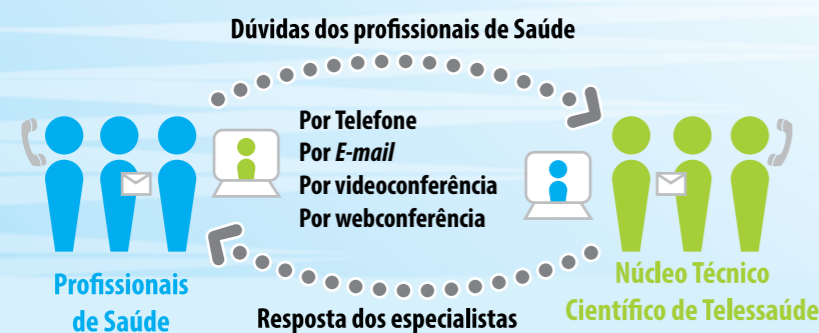 Dúvidas dos profissionais de Saúde
Por Telefone
Por E-mail
Por videoconferência
Por webconferência
Profissionais
de Saúde
Núcleo Técnico
Científico de Telessaúde
Resposta dos especialistas